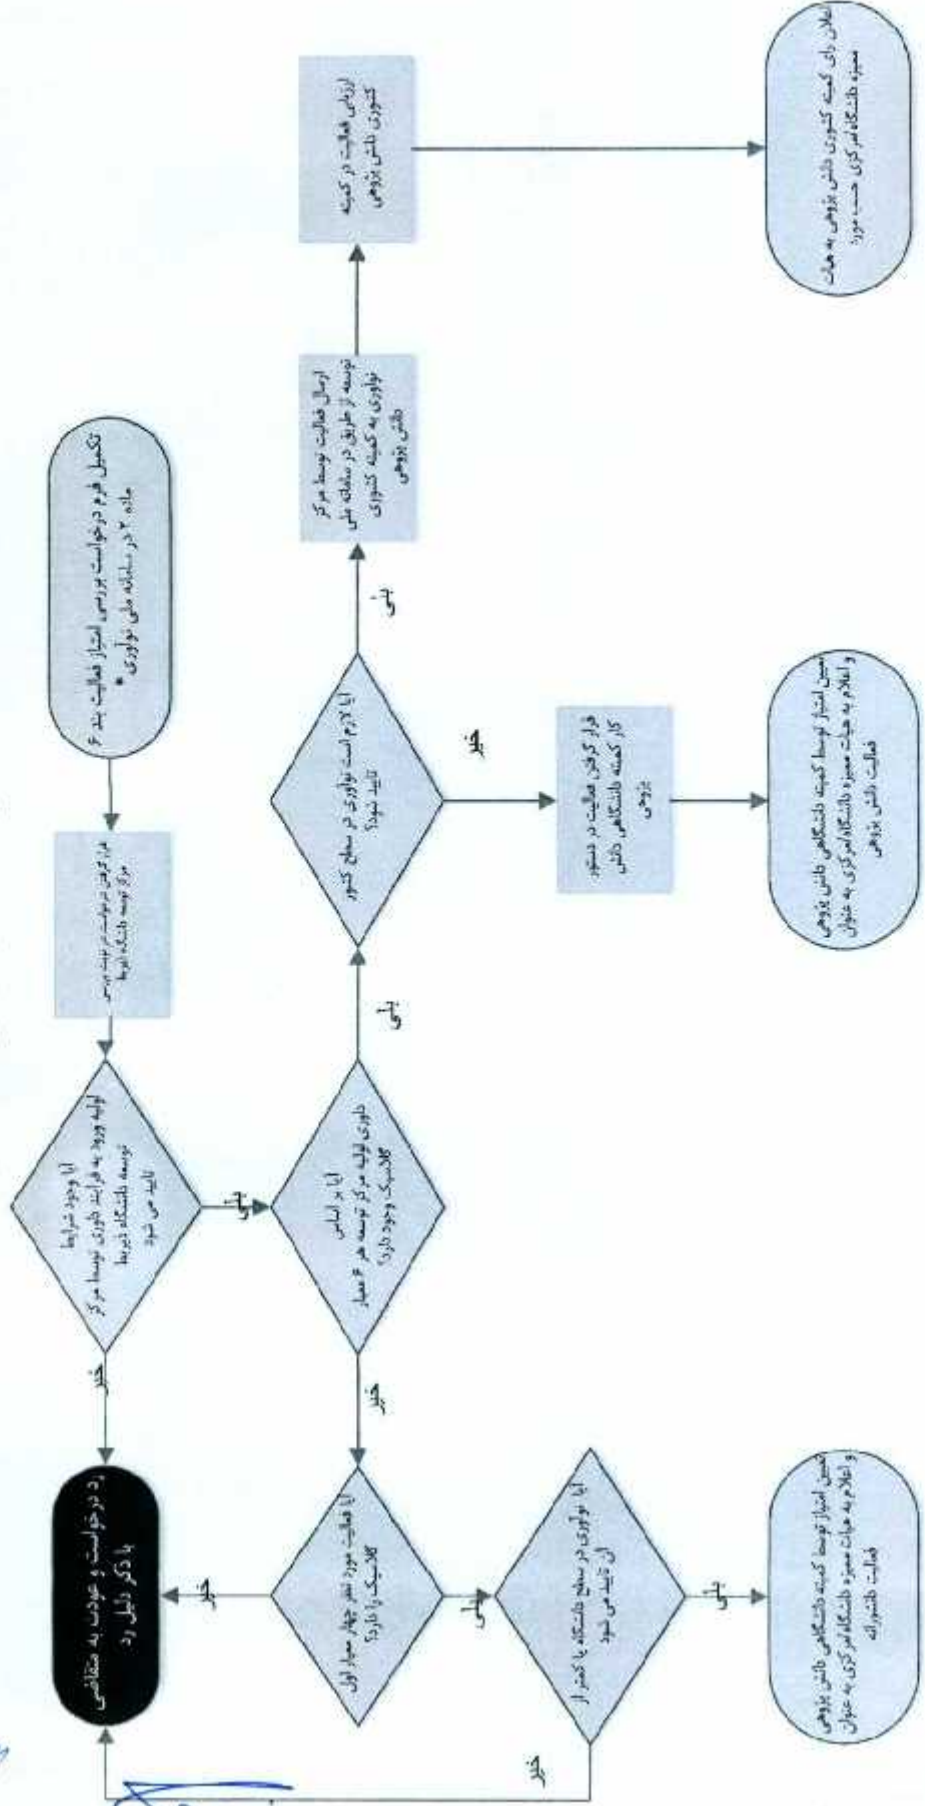 تکمیل فرم درخواست بررسی امتیاز فعالیت بند ۶
ماده ۳ در سامانه ملی نوآوری *
قرار گرفتن درخواست در نوبت بررسی
مرکز توسعه دانشگاه ذیربط
آیا وجود شرایط
اولیه ورود به فرایند داوری توسط مرکز
توسعه دانشگاه ذیربط
تایید می شود
خیر
بلی
رد درخواست و عودت به متقاضی
با ذکر دلیل رد
آیا بر اساس
داوری اولیه مرکز توسعه هر ۶ معیار
گلاسیک وجود دارد؟
بلی
خیر
آیا لازم است نوآوری در سطح کشور
تایید شود؟
بلی
خیر
ارسال فعالیت توسط مرکز
توسعه از طریق در سامانه ملی
نوآوری به کمیته کشوری
دانش پژوهی
ارزیابی فعالیت در کمیته
کشوری دانش پژوهی
اعلان رای کمیته کشوری دانش پژوهی به هیات
ممیزه دانشگاه/مرکزی حسب مورد
قرار گرفتن فعالیت در دستور
کار کمیته دانشگاهی دانش
پژوهی
تعیین امتیاز توسط کمیته دانشگاهی دانش پژوهی
و اعلام به هیات ممیزه دانشگاه/مرکزی به عنوان
فعالیت دانش پژوهی
آیا فعالیت مورد نظر چهار معیار اول
گلاسیک را دارد؟
خیر
بلی
آیا نوآوری در سطح دانشگاه یا کمتر از
آن تایید می شود
خیر
بلی
تعیین امتیاز توسط کمیته دانشگاهی دانش پژوهی
و اعلام به هیات ممیزه دانشگاه/مرکزی به عنوان
فعالیت دانشورانه